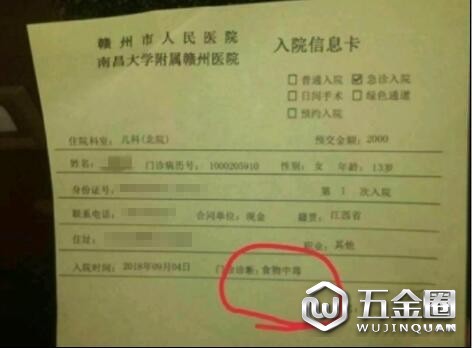 赣州市人民医院
南昌大学附属赣州医院
入院信息卡
□普通入院 ☑急诊入院
□日间手术 □绿色通道
□预约入院
住院科室: 儿科(北院) 预交金额: 2000
姓名: 门诊病历号: 1000205910 性别: 女 年龄: 13岁
身份证号: 第 1 次入院
联系电话: 合同单位: 现金 籍贯: 江西省
住址: 职业: 其他
入院时间: 2018年09月04日 门诊诊断: 食物中毒
五金圈
WUJINQUAN